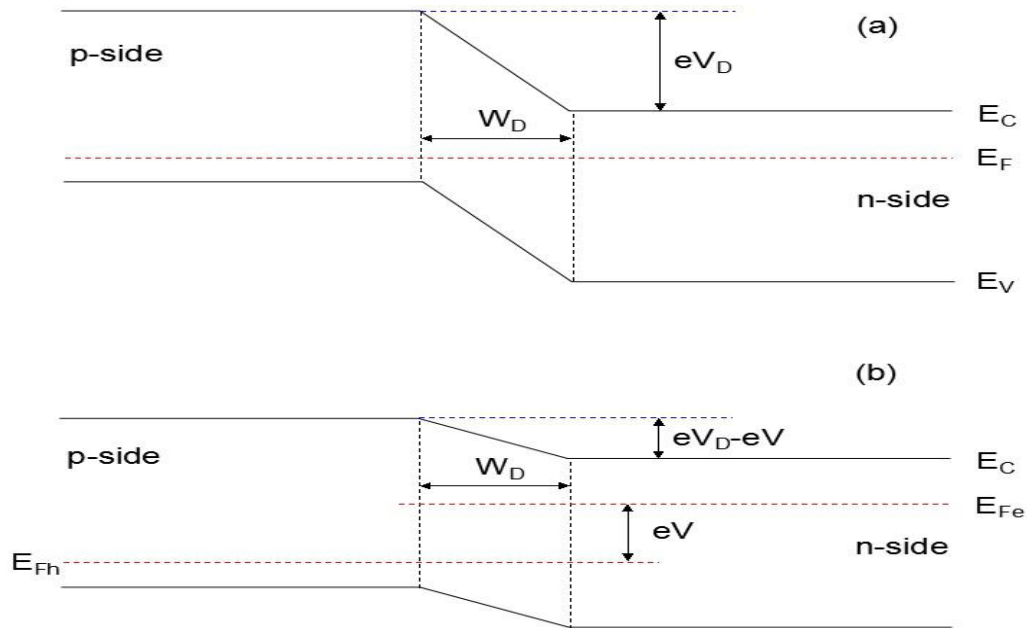 (a)
p-side
eV_D
E_C
W_D
E_F
n-side
E_V
(b)
eV_D-eV
p-side
E_C
W_D
E_Fe
eV
n-side
E_Fh